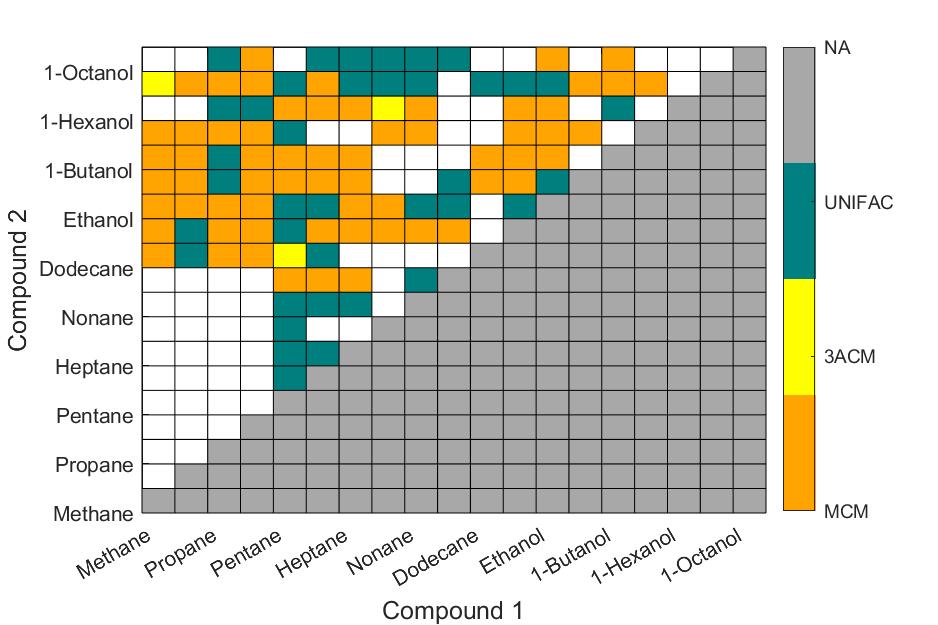 NA
1-Octanol
1-Hexanol
1-Butanol
UNIFAC
Ethanol
Dodecane
Nonane
3ACM
Heptane
Pentane
Propane
Methane
MCM
Compound 2
Methane
Propane
Pentane
Heptane
Nonane
Dodecane
Ethanol
1-Butanol
1-Hexanol
1-Octanol
Compound 1